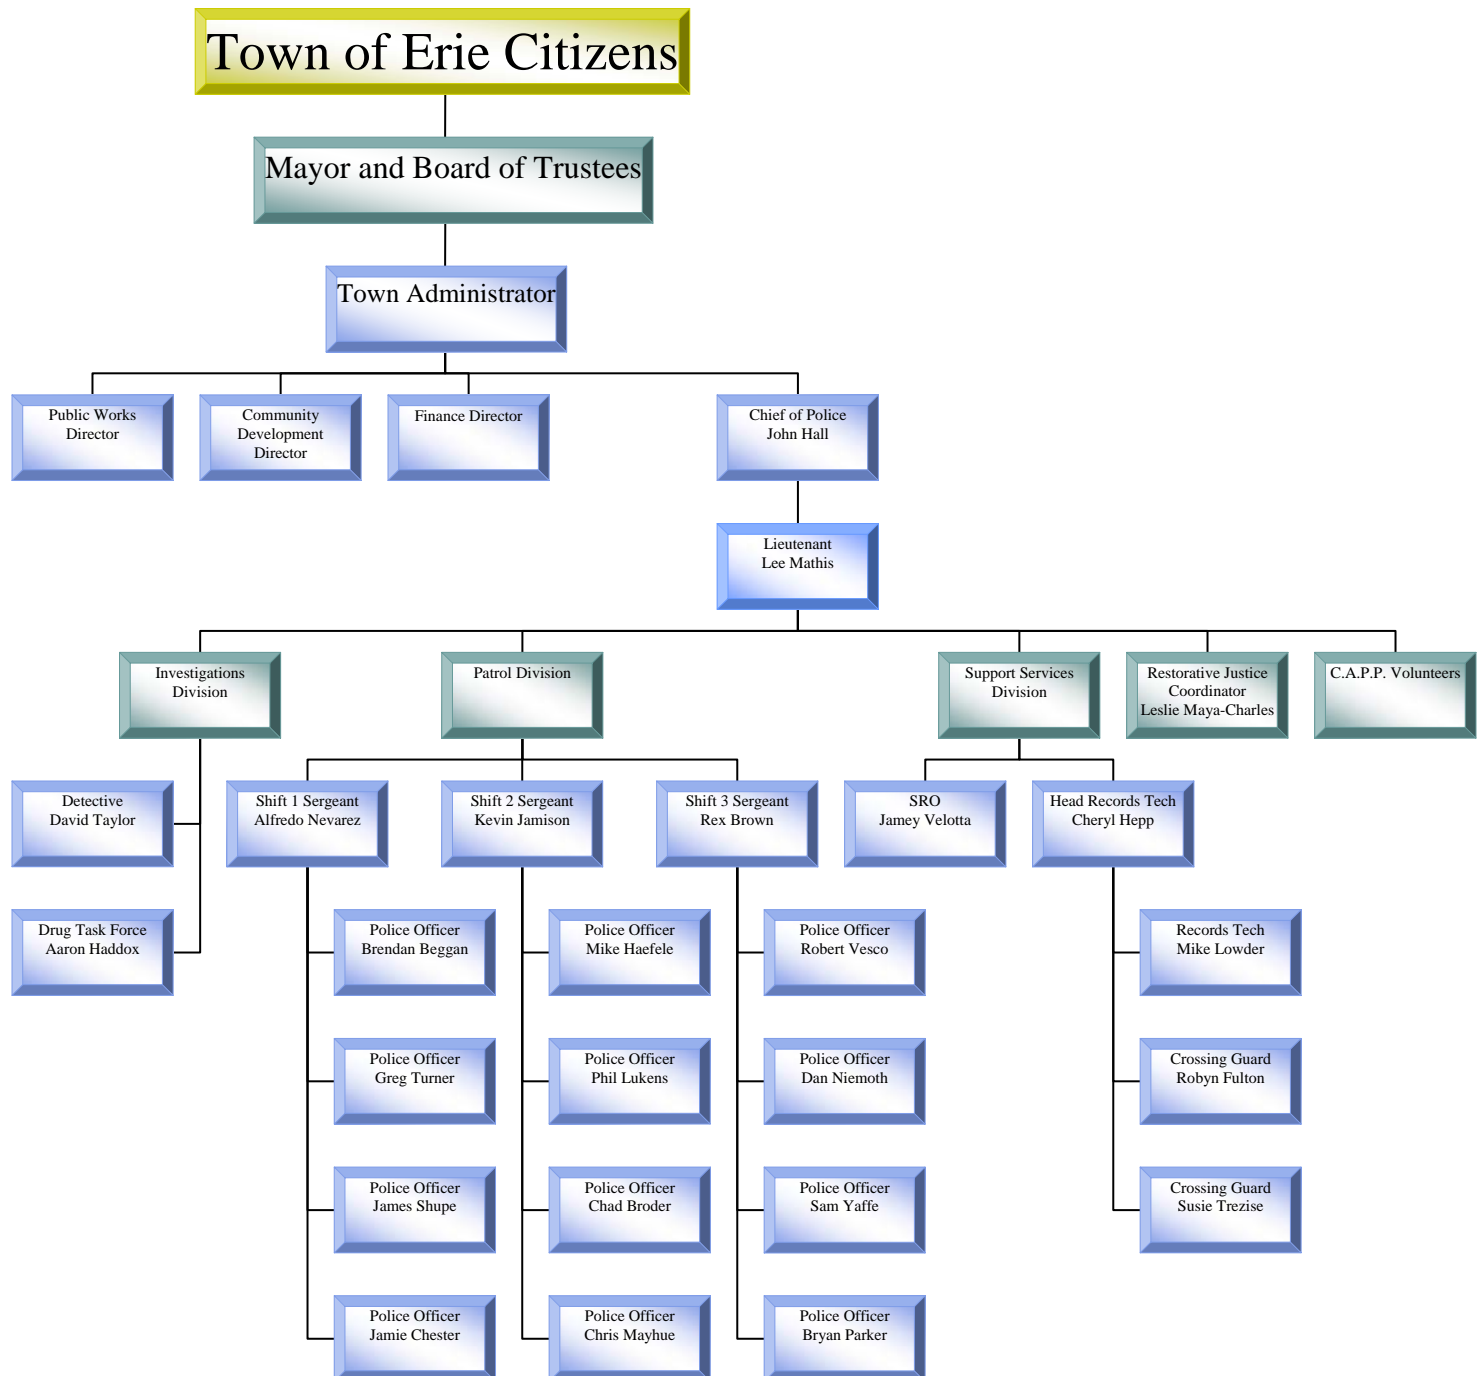 Town of Erie Citizens
Mayor and Board of Trustees
Town Administrator
Public Works
Director
Community
Development
Director
Finance Director
Chief of Police
John Hall
Lieutenant
Lee Mathis
Investigations
Division
Patrol Division
Support Services
Division
Restorative Justice
Coordinator
Leslie Maya-Charles
C.A.P.P. Volunteers
Detective
David Taylor
Shift 1 Sergeant
Alfredo Nevarez
Shift 2 Sergeant
Kevin Jamison
Shift 3 Sergeant
Rex Brown
SRO
Jamey Velotta
Head Records Tech
Cheryl Hepp
Drug Task Force
Aaron Haddox
Police Officer
Brendan Beggan
Police Officer
Mike Haefele
Police Officer
Robert Vesco
Records Tech
Mike Lowder
Police Officer
Greg Turner
Police Officer
Phil Lukens
Police Officer
Dan Niemoth
Crossing Guard
Robyn Fulton
Police Officer
James Shupe
Police Officer
Chad Broder
Police Officer
Sam Yaffe
Crossing Guard
Susie Trezise
Police Officer
Jamie Chester
Police Officer
Chris Mayhue
Police Officer
Bryan Parker